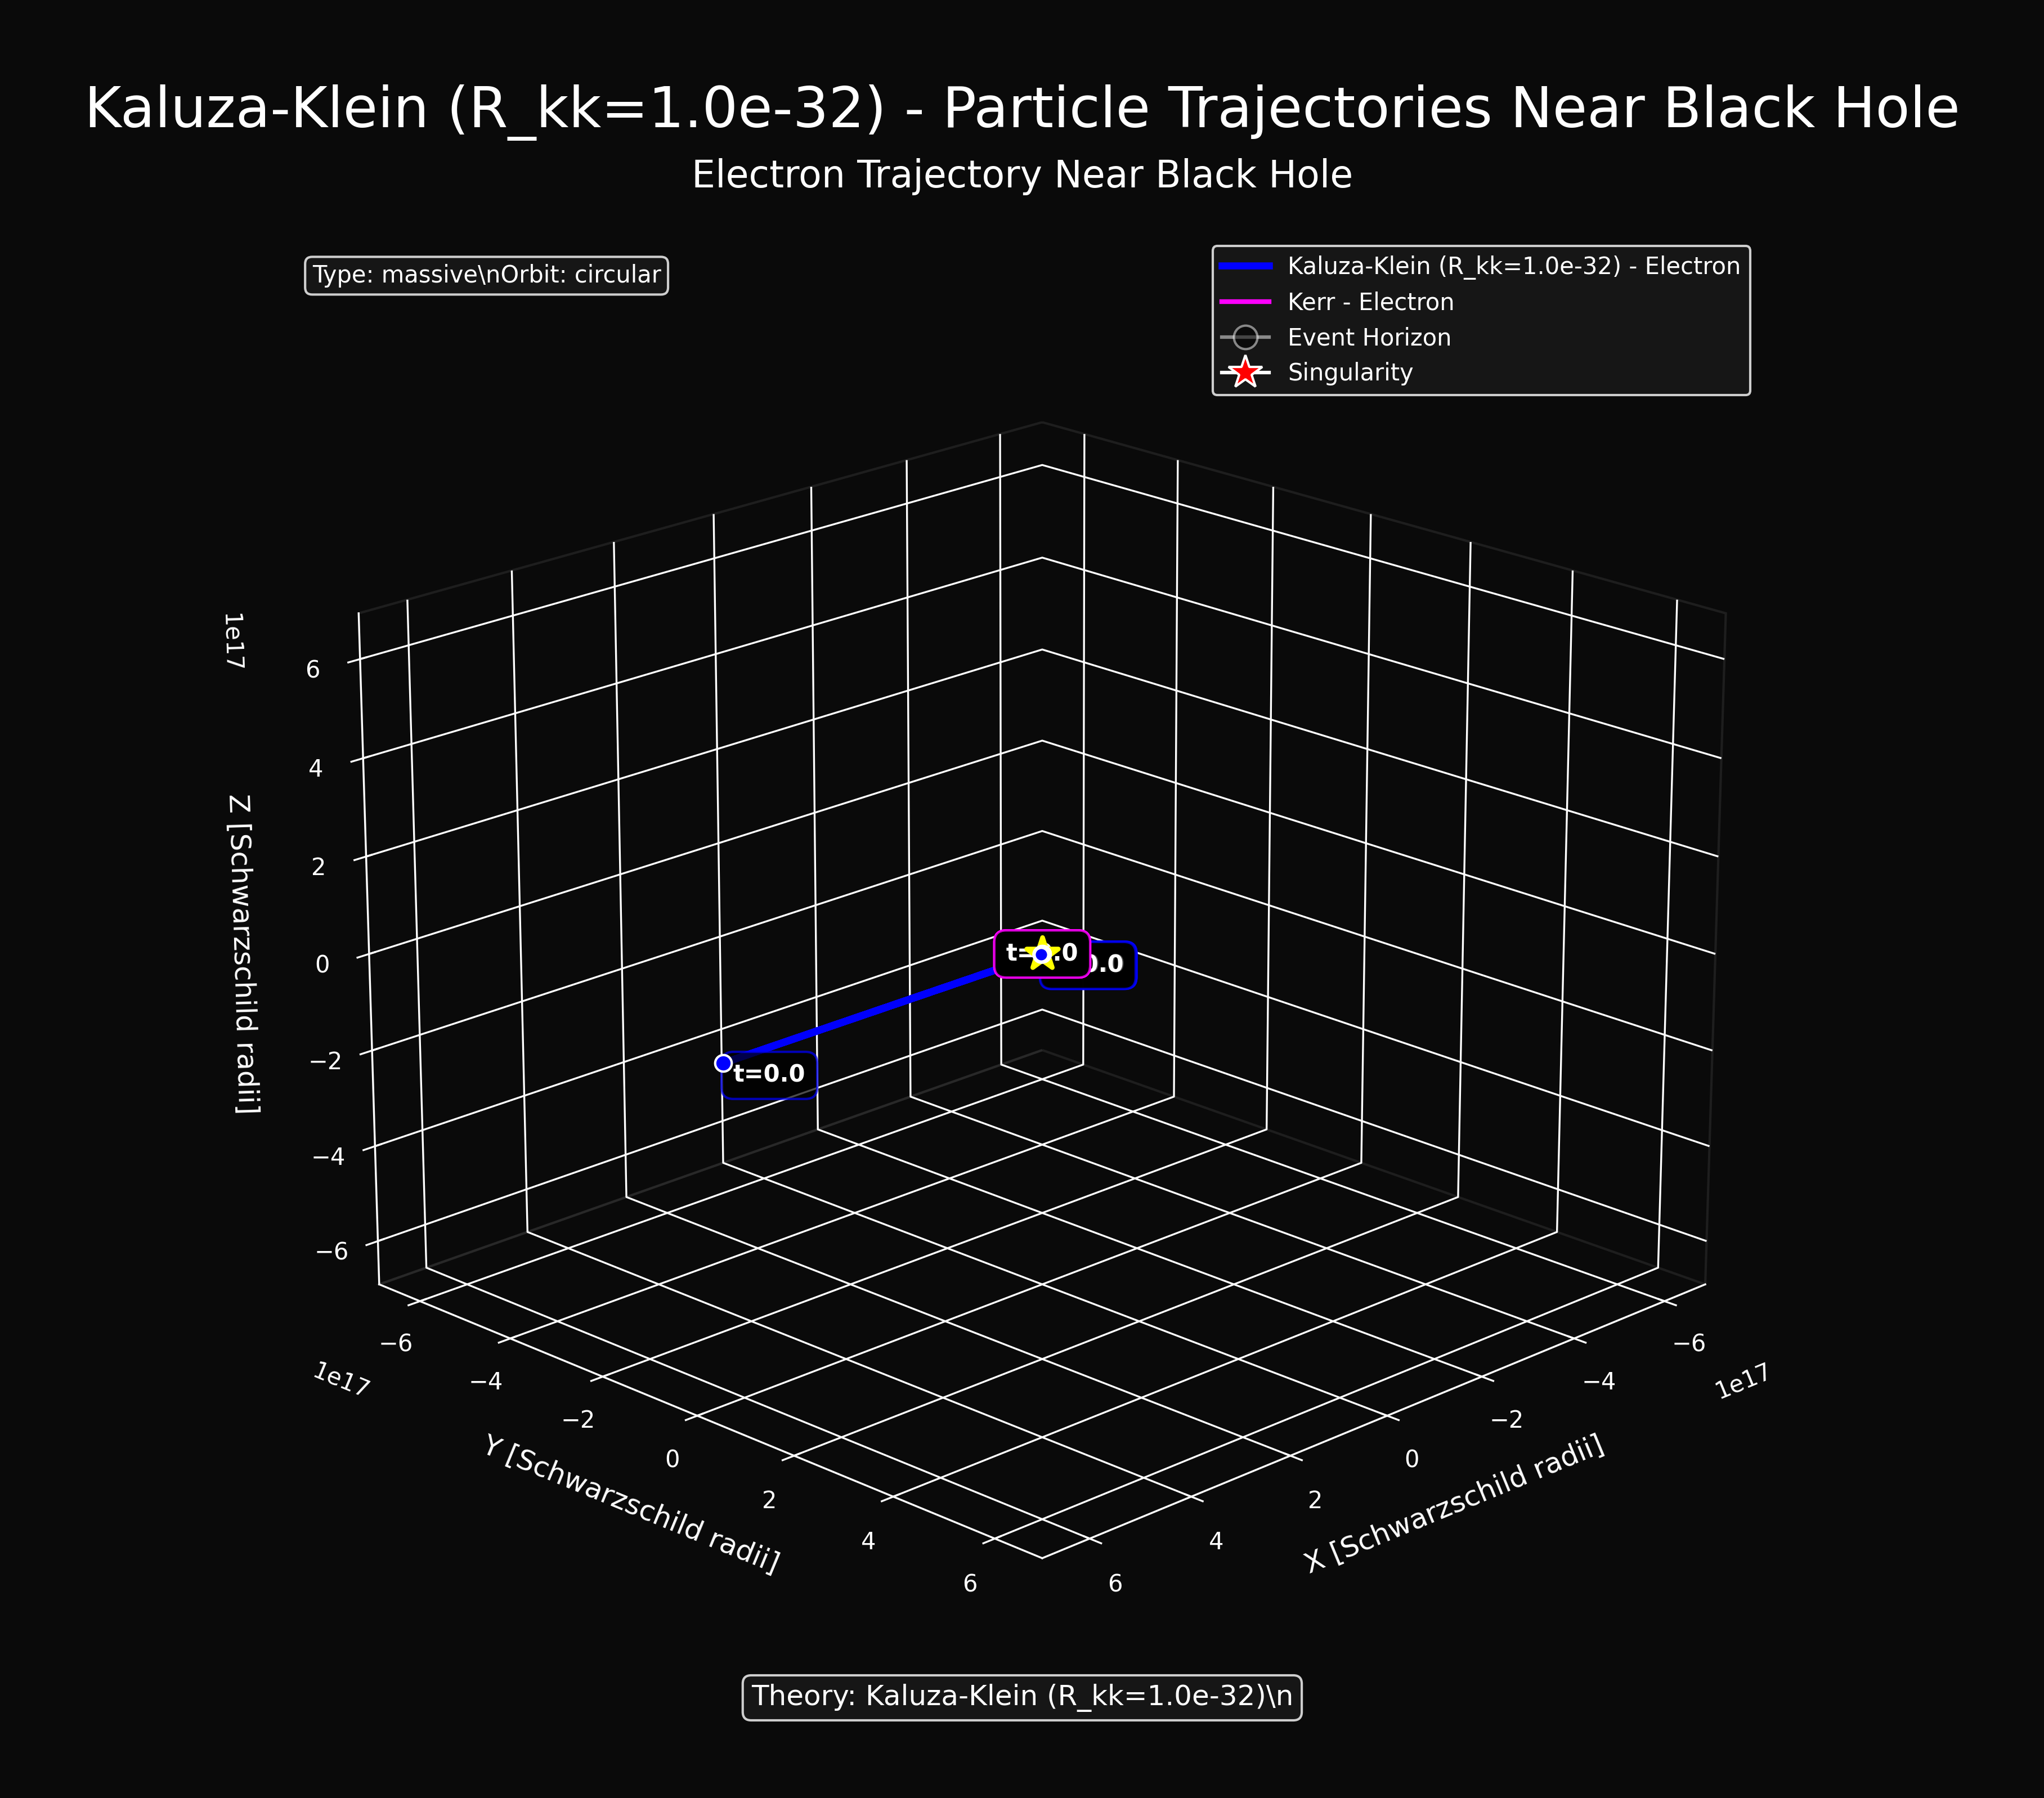 Kaluza-Klein (R_kk=1.0e-32) - Particle Trajectories Near Black Hole
Electron Trajectory Near Black Hole
Type: massive\nOrbit: circular
Kaluza-Klein (R_kk=1.0e-32) - Electron
Kerr - Electron
Event Horizon
Singularity
1e17
6
4
2
0
−2
−4
−6
Z [Schwarzschild radii]
t=0.0
−6
−4
−2
0
2
4
6
1e17
Y [Schwarzschild radii]
−6
−4
−2
0
2
4
6
1e17
X [Schwarzschild radii]
Theory: Kaluza-Klein (R_kk=1.0e-32)\n